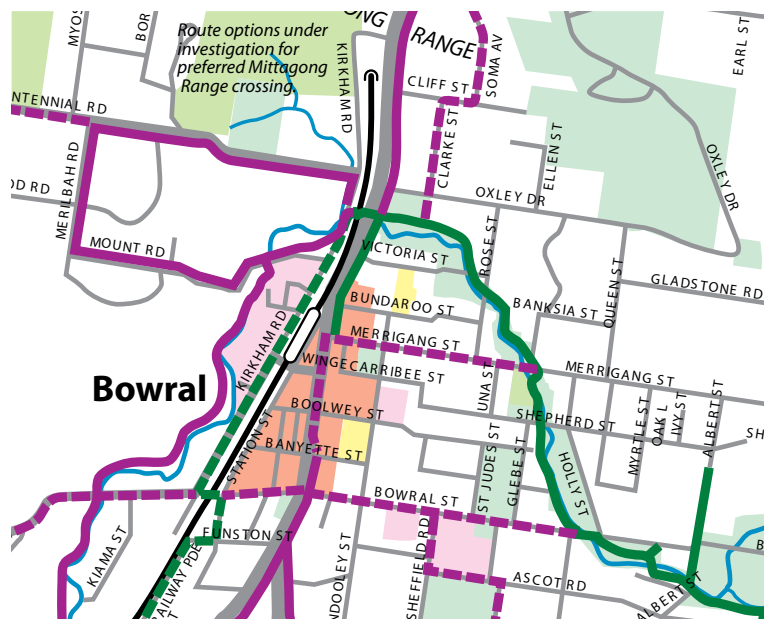 ONG RANGE
MYOS
BOR
Route options under
investigation for
preferred Mittagong
Range crossing.
KIRKHAM RD
SOMA AV
EARL ST
CLIFF ST
NTENNIAL RD
CLARKE ST
ELLEN ST
OXLEY DR
OD RD
MERILBAH RD
OXLEY DR
MOUNT RD
VICTORIA ST
ROSE ST
QUEEN ST
GLADSTONE RD
BUNDAROO ST
BANKSIA ST
KIRKHAM RD
MERRIGANG ST
WINGECARRIBEE ST
MERRIGANG ST
Bowral
UNA ST
BOOLWEY ST
SHEPHERD ST
MYRTLE ST
OAK L
IVY ST
ALBERT ST
SH
STATION ST
BANYETTE ST
ST JUDES ST
GLEBE ST
HOLLY ST
BOWRAL ST
KIAMA ST
FUNSTON ST
B
SHEFFIELD RD
ASCOT RD
ALBERT ST
AILWAY PDE
T
NDOOLEY ST